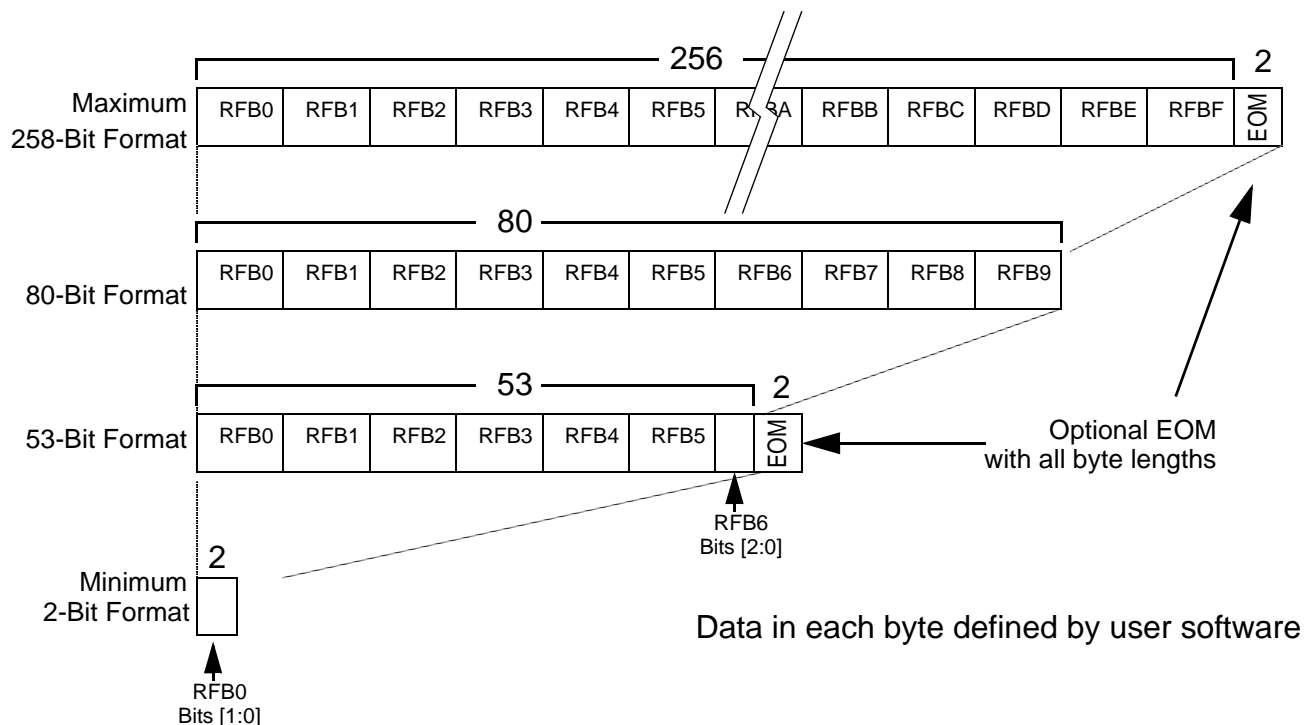 256
2
Maximum
258-Bit Format
RFB0 RFB1 RFB2 RFB3 RFB4 RFB5 RFBA RFBB RFBC RFBD RFBE RFBF EOM
80
80-Bit Format
RFB0 RFB1 RFB2 RFB3 RFB4 RFB5 RFB6 RFB7 RFB8 RFB9
53
2
53-Bit Format
RFB0 RFB1 RFB2 RFB3 RFB4 RFB5 EOM
Optional EOM
with all byte lengths
RFB6
Bits [2:0]
2
Minimum
2-Bit Format
RFB0
Bits [1:0]
Data in each byte defined by user software